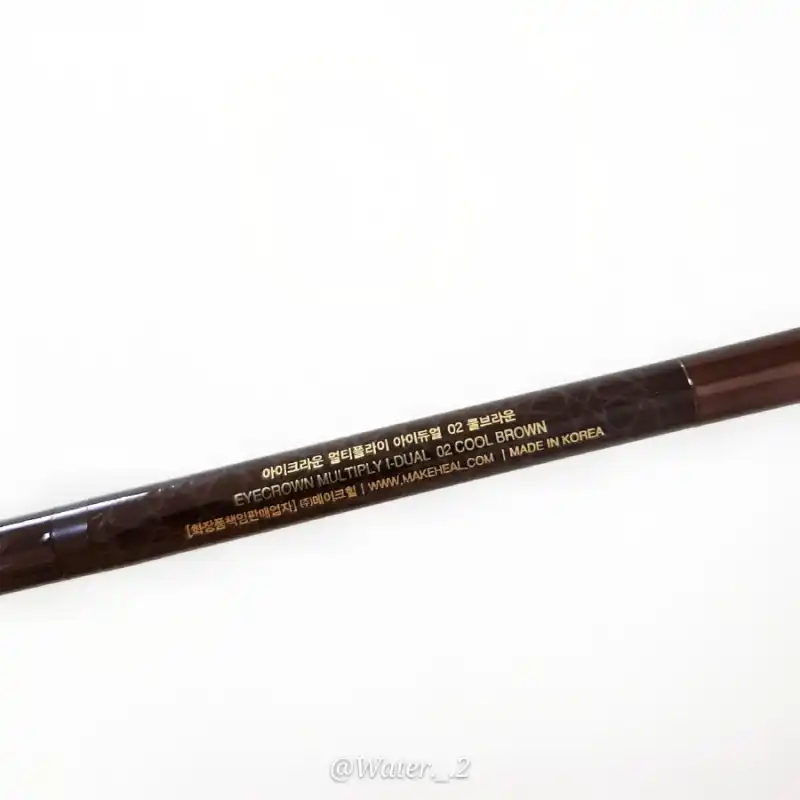 아이크라운 멀티플라이 아이듀얼 02 쿨브라운
EYECROWN MULTIPLY I-DUAL 02 COOL BROWN
[화장품책임판매업자] ㈜메이크힐 | WWW.MAKEHEAL.COM | MADE IN KOREA
@Water._.2